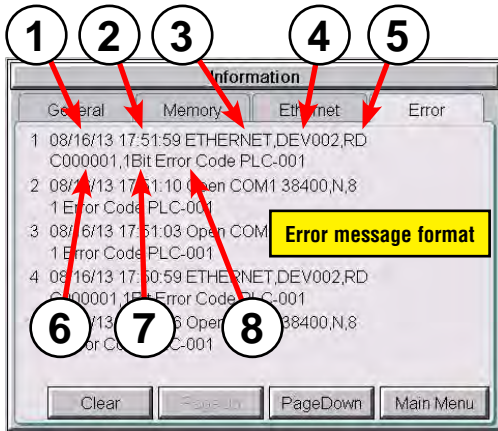 1 2 3 4 5
Information
General Memory Ethernet Error
1 08/16/13 17:51:59 ETHERNET,DEV002,RD
C000001,1Bit Error Code PLC-001
2 08/16/13 17:51:10 Open COM1 38400,N,8
1 Error Code PLC-001
3 08/16/13 17:51:03 Open COM
1 Error Code PLC-001
Error message format
4 08/16/13 17:50:59 ETHERNET,DEV002,RD
C000001,1Bit Error Code PLC-001
/13 Open 38400,N,8
C-001
6 7 8
Clear PageUp PageDown Main Menu